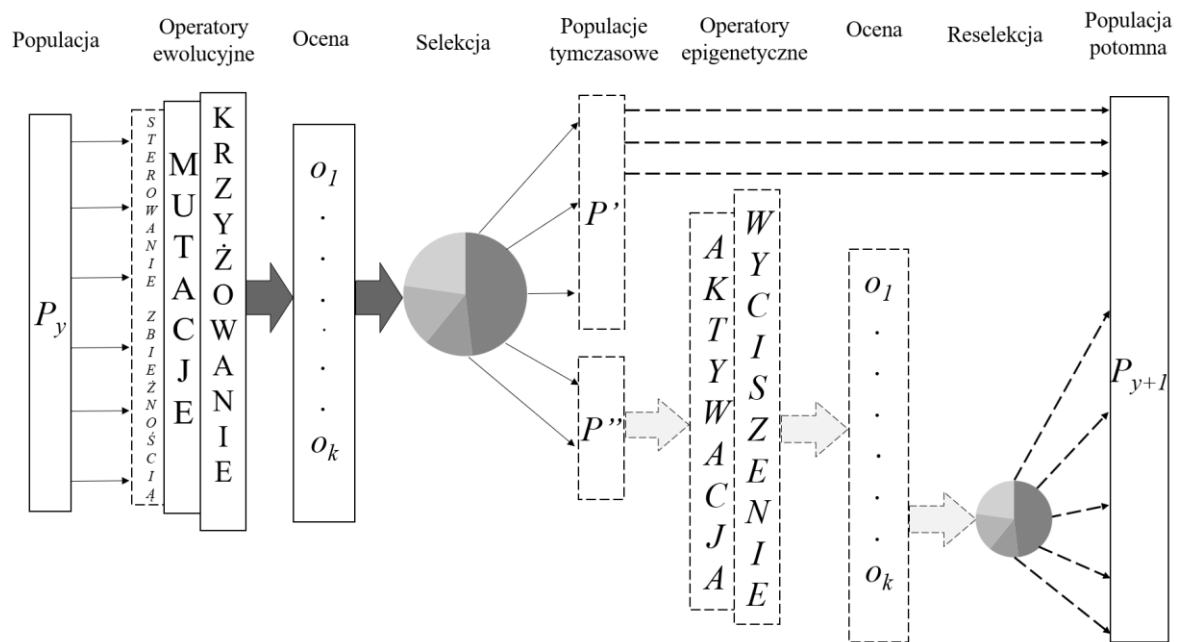 Populacja
Operatory
ewolucyjne
Ocena
Selekcja
Populacje
tymczasowe
Operatory
epigenetyczne
Ocena
Reselekcja
Populacja
potomna
P_y
STEROWANIE ZBIEŻNOŚCIĄ
MUTACJE
KRZYŻOWANIE
o_1
.
.
.
.
.
o_k
P'
P''
AKTYWACJA
WYCISZENIE
o_1
.
.
.
.
.
o_k
P_{y+1}